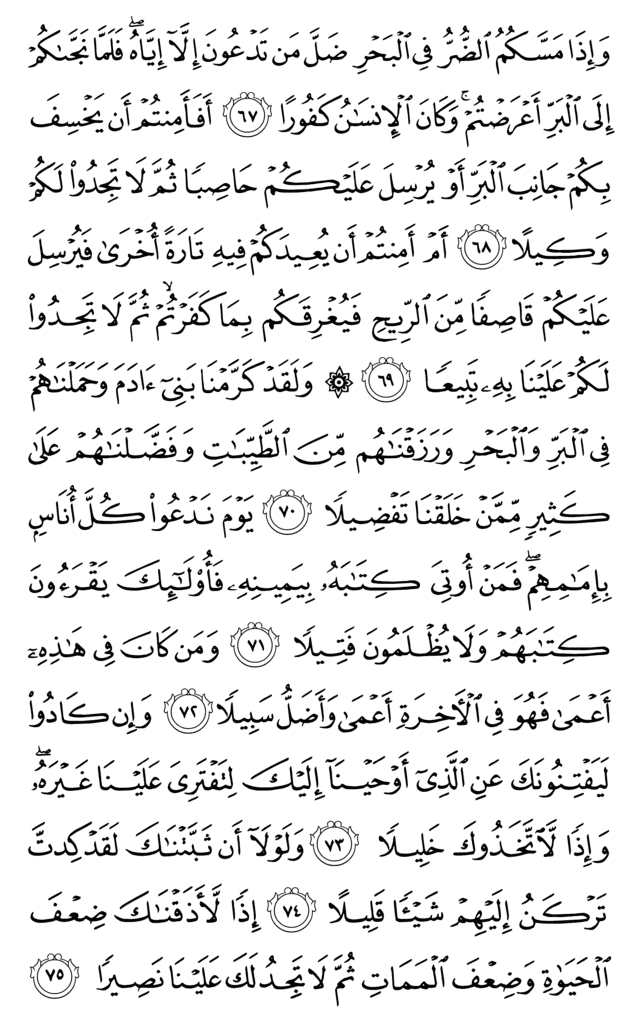 وَإِذَا مَسَّكُمُ ٱلضُّرُّ فِى ٱلْبَحْرِ ضَلَّ مَن تَدْعُونَ إِلَّآ إِيَّاهُ ۖ فَلَمَّا نَجَّىٰكُمْ
إِلَى ٱلْبَرِّ أَعْرَضْتُمْ ۚ وَكَانَ ٱلْإِنسَـٰنُ كَفُورًا ٦٧ أَفَأَمِنتُمْ أَن يَخْسِفَ
بِكُمْ جَانِبَ ٱلْبَرِّ أَوْ يُرْسِلَ عَلَيْكُمْ حَاصِبًا ثُمَّ لَا تَجِدُوا۟ لَكُمْ
وَكِيلًا ٦٨ أَمْ أَمِنتُمْ أَن يُعِيدَكُمْ فِيهِ تَارَةً أُخْرَىٰ فَيُرْسِلَ
عَلَيْكُمْ قَاصِفًا مِّنَ ٱلرِّيحِ فَيُغْرِقَكُم بِمَا كَفَرْتُمْ ۙ ثُمَّ لَا تَجِدُوا۟
لَكُمْ عَلَيْنَا بِهِۦ تَبِيعًا ٦٩ ۞ وَلَقَدْ كَرَّمْنَا بَنِىٓ ءَادَمَ وَحَمَلْنَـٰهُمْ
فِى ٱلْبَرِّ وَٱلْبَحْرِ وَرَزَقْنَـٰهُم مِّنَ ٱلطَّيِّبَـٰتِ وَفَضَّلْنَـٰهُمْ عَلَىٰ
كَثِيرٍ مِّمَّنْ خَلَقْنَا تَفْضِيلًا ٧٠ يَوْمَ نَدْعُوا۟ كُلَّ أُنَاسٍۭ
بِإِمَـٰمِهِمْ ۖ فَمَنْ أُوتِىَ كِتَـٰبَهُۥ بِيَمِينِهِۦ فَأُو۟لَـٰٓئِكَ يَقْرَءُونَ
كِتَـٰبَهُمْ وَلَا يُظْلَمُونَ فَتِيلًا ٧١ وَمَن كَانَ فِى هَـٰذِهِۦٓ
أَعْمَىٰ فَهُوَ فِى ٱلْـَٔاخِرَةِ أَعْمَىٰ وَأَضَلُّ سَبِيلًا ٧٢ وَإِن كَادُوا۟
لَيَفْتِنُونَكَ عَنِ ٱلَّذِىٓ أَوْحَيْنَآ إِلَيْكَ لِتَفْتَرِىَ عَلَيْنَا غَيْرَهُۥ ۖ
وَإِذًا لَّٱتَّخَذُوكَ خَلِيلًا ٧٣ وَلَوْلَآ أَن ثَبَّتْنَـٰكَ لَقَدْ كِدتَّ
تَرْكَنُ إِلَيْهِمْ شَيْـًٔا قَلِيلًا ٧٤ إِذًا لَّأَذَقْنَـٰكَ ضِعْفَ
ٱلْحَيَوٰةِ وَضِعْفَ ٱلْمَمَاتِ ثُمَّ لَا تَجِدُ لَكَ عَلَيْنَا نَصِيرًا ٧٥